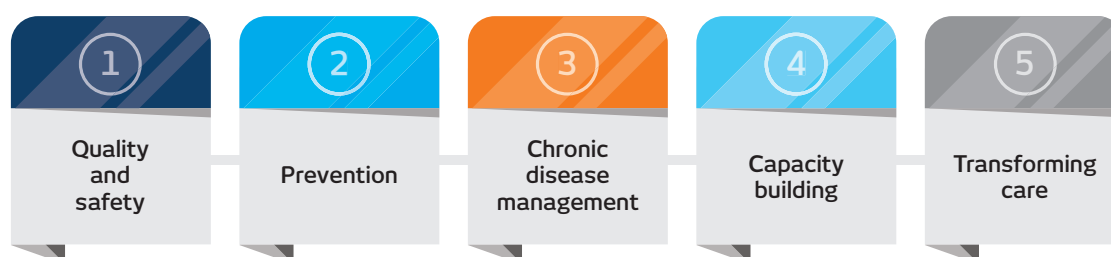 1
Quality
and
safety
2
Prevention
3
Chronic
disease
management
4
Capacity
building
5
Transforming
care